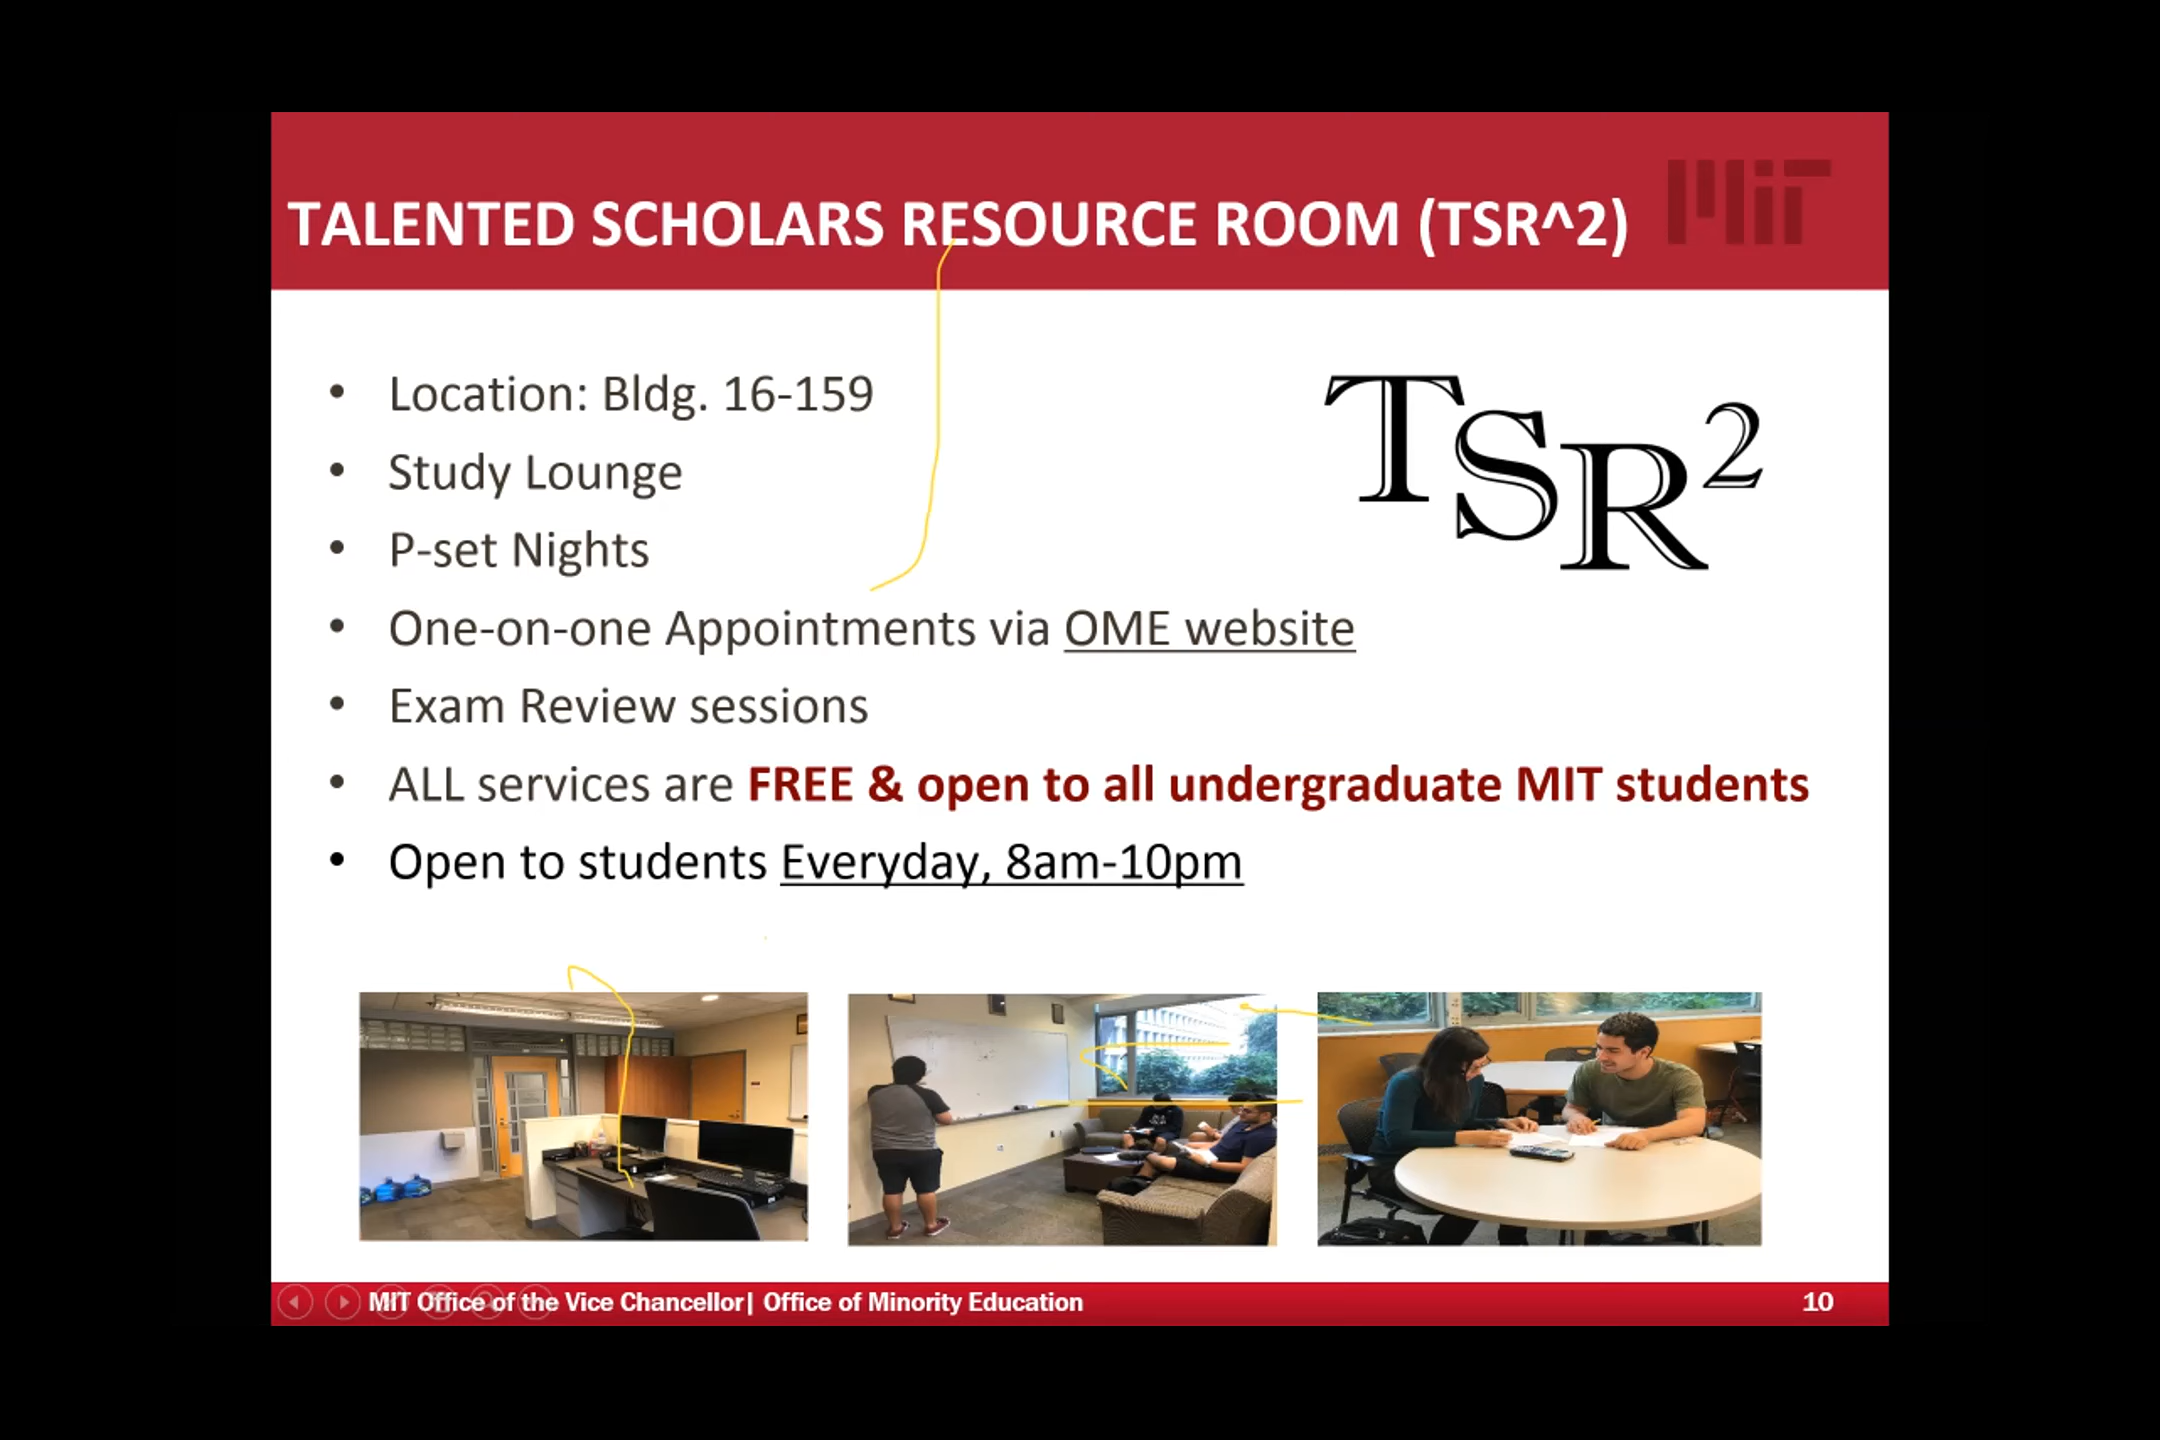 TALENTED SCHOLARS RESOURCE ROOM (TSR^2)
MIT
• Location: Bldg. 16-159
• Study Lounge
• P-set Nights
• One-on-one Appointments via OME website
• Exam Review sessions
• ALL services are FREE & open to all undergraduate MIT students
• Open to students Everyday, 8am-10pm
TSR²
MIT Office of the Vice Chancellor| Office of Minority Education
10